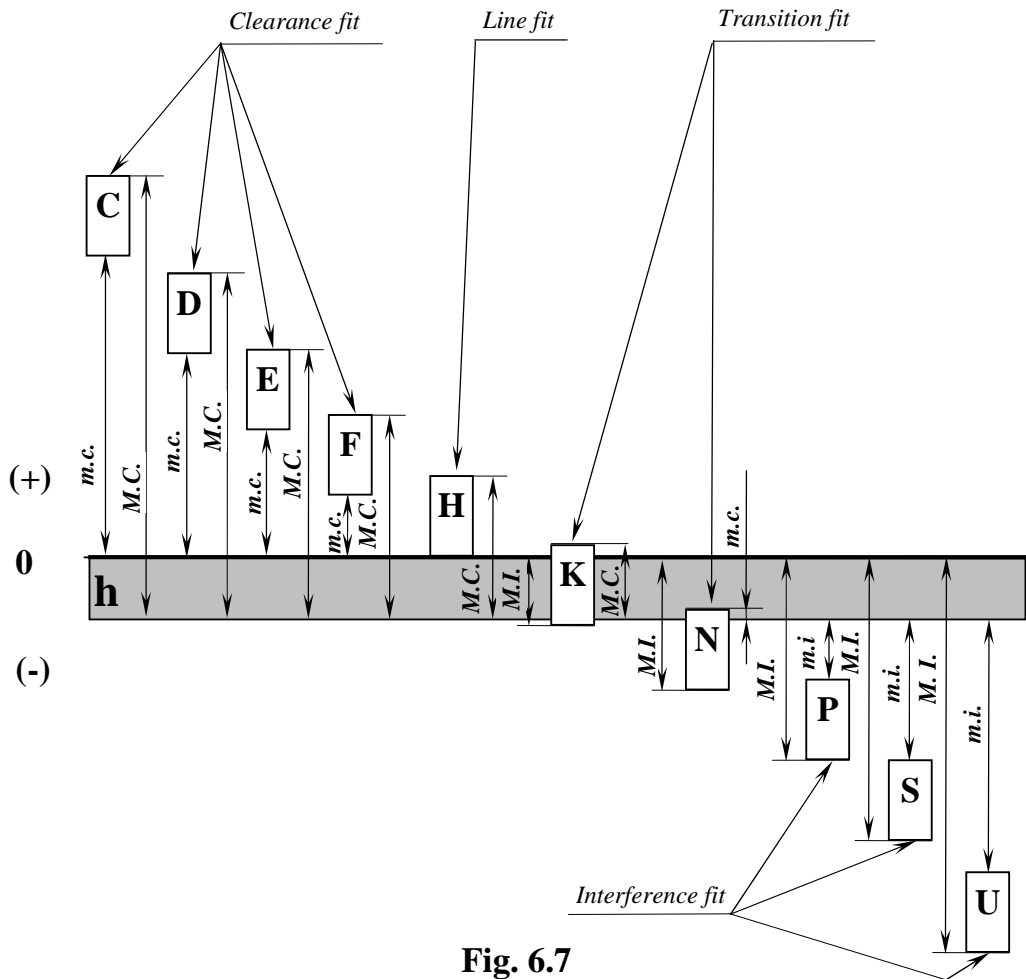 Clearance fit
Line fit
Transition fit
C
D
E
F
H
K
N
P
S
U
(+)
0
(-)
h
m.c.
M.C.
m.c.
M.C.
m.c.
M.C.
m.c.
M.C.
M.C.
M.I.
M.C.
M.I.
m.c.
M.I.
m.i
M.I.
m.i.
M. I.
m.i.
Interference fit
Fig. 6.7